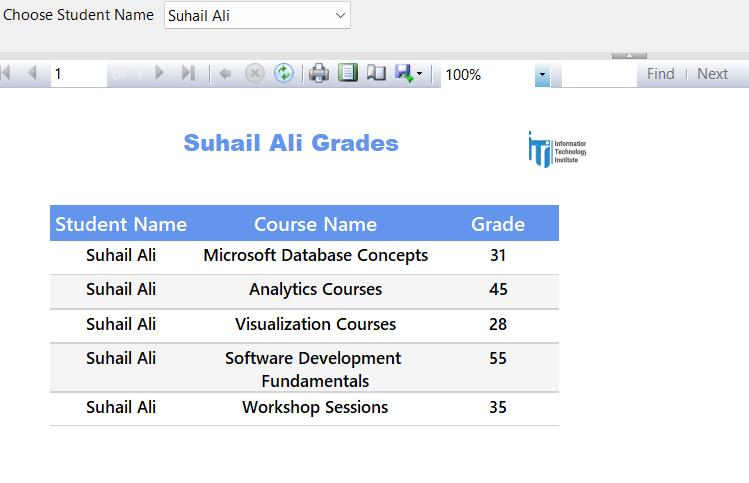 Choose Student Name Suhail Ali
1 of 1 100% Find Next
Suhail Ali Grades
Information
Technology
Institute
Student Name Course Name Grade
Suhail Ali Microsoft Database Concepts 31
Suhail Ali Analytics Courses 45
Suhail Ali Visualization Courses 28
Suhail Ali Software Development 55
Fundamentals
Suhail Ali Workshop Sessions 35